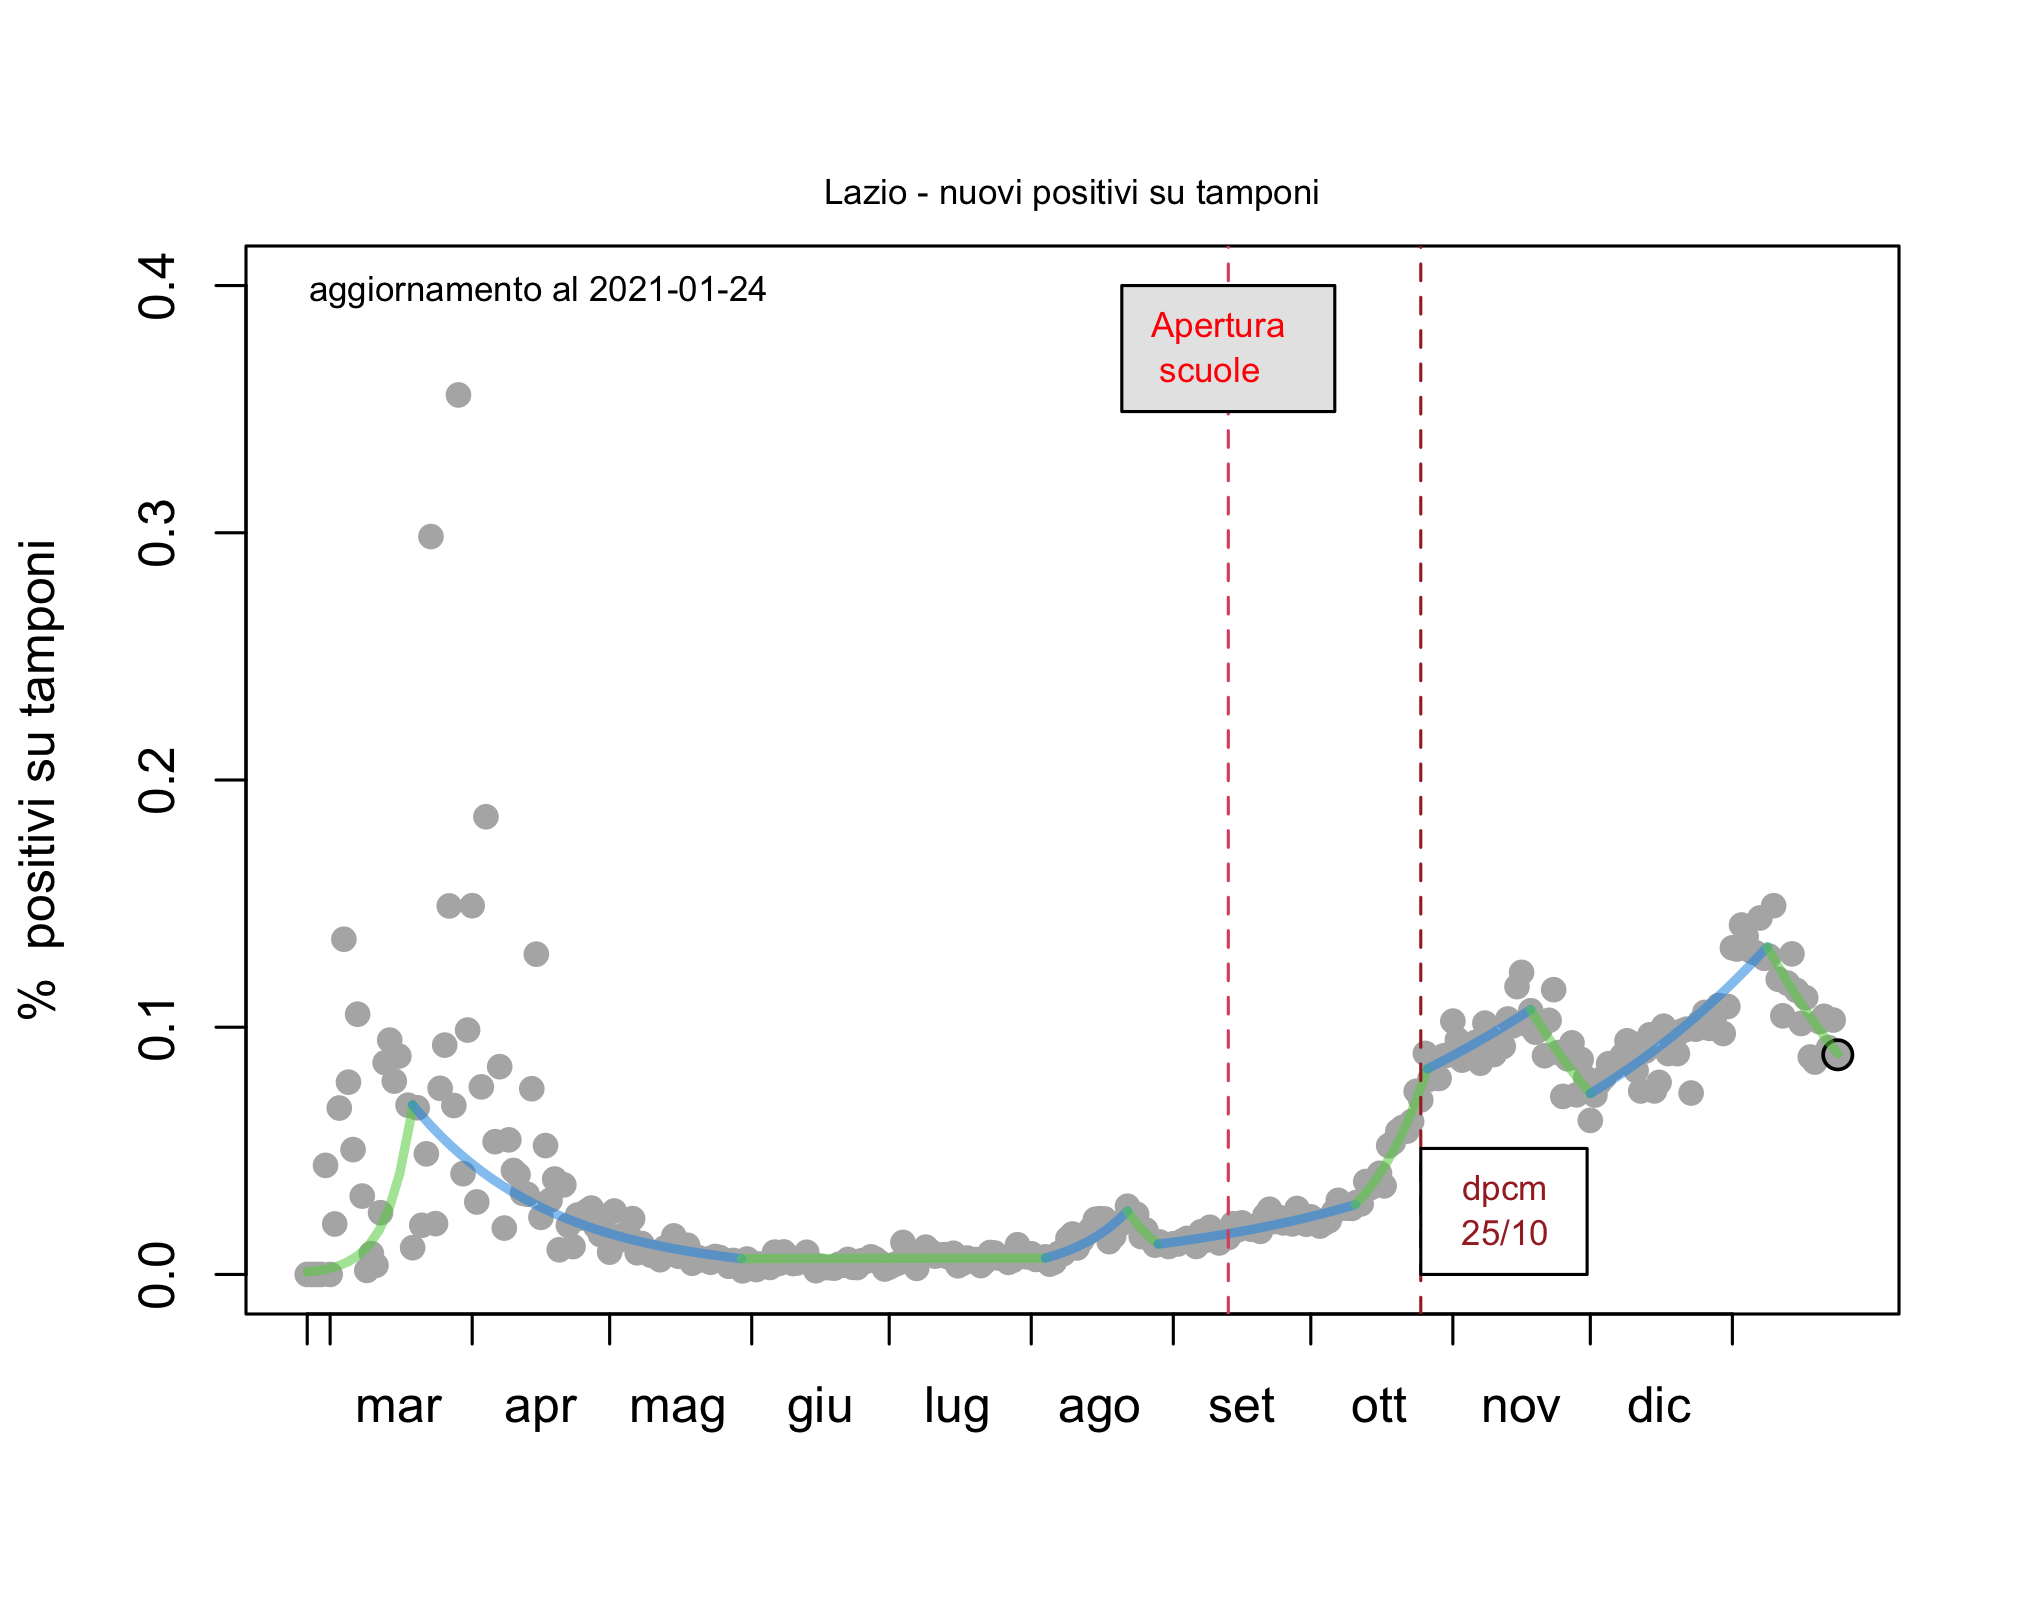 Lazio - nuovi positivi su tamponi
aggiornamento al 2021-01-24
Apertura
scuole
dpcm
25/10
% positivi su tamponi
0.4
0.3
0.2
0.1
0.0
mar apr mag giu lug ago set ott nov dic